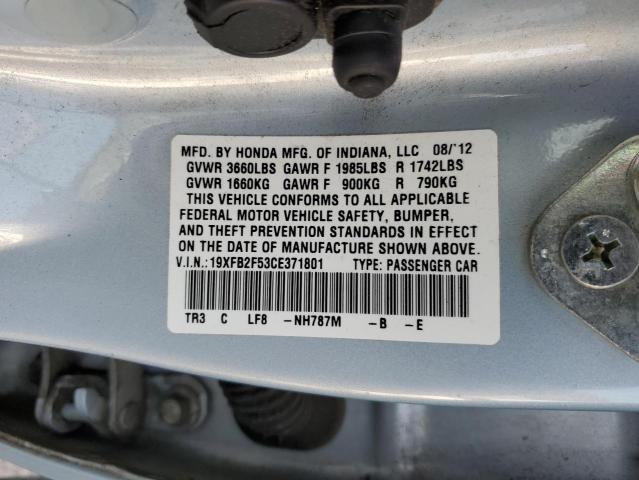 MFD. BY HONDA MFG. OF INDIANA, LLC 08/'12
GVWR 3660LBS GAWR F 1985LBS R 1742LBS
GVWR 1660KG GAWR F 900KG R 790KG
THIS VEHICLE CONFORMS TO ALL APPLICABLE
FEDERAL MOTOR VEHICLE SAFETY, BUMPER,
AND THEFT PREVENTION STANDARDS IN EFFECT
ON THE DATE OF MANUFACTURE SHOWN ABOVE.
V.I.N.:19XFB2F53CE371801 TYPE: PASSENGER CAR
TR3 C LF8 -NH787M -B -E